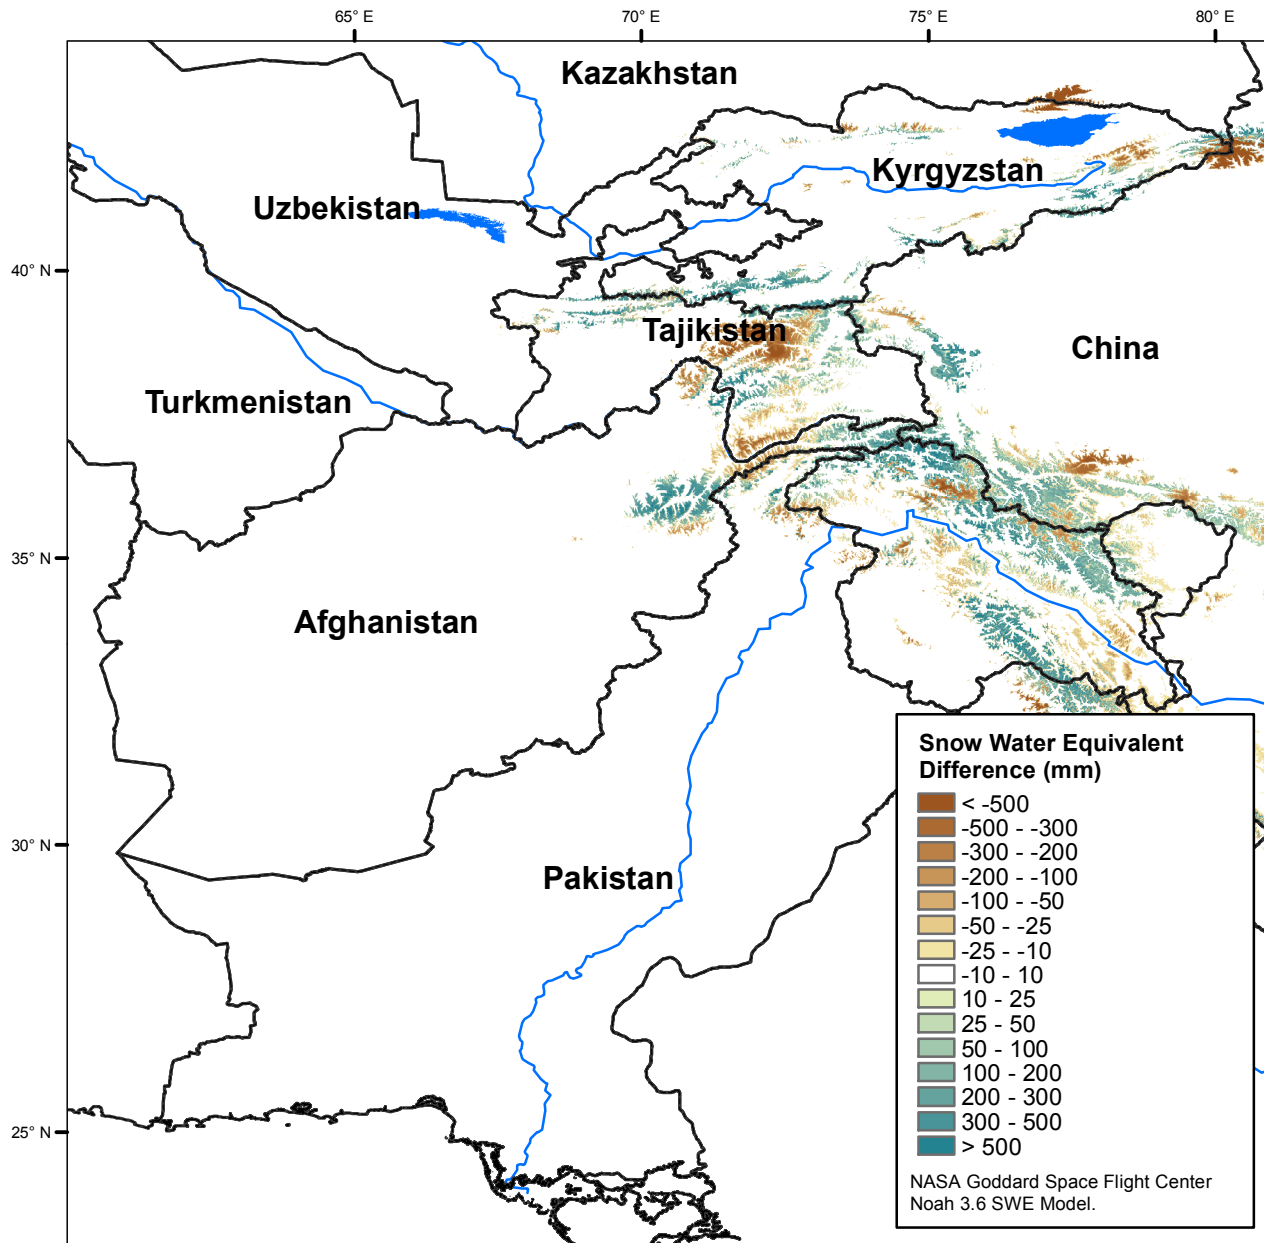 65° E
70° E
75° E
80° E
Kazakhstan
Kyrgyzstan
Uzbekistan
40° N
Tajikistan
China
Turkmenistan
35° N
Afghanistan
Snow Water Equivalent
Difference (mm)
< -500
-500 - -300
-300 - -200
-200 - -100
-100 - -50
-50 - -25
-25 - -10
-10 - 10
10 - 25
25 - 50
50 - 100
100 - 200
200 - 300
300 - 500
> 500
NASA Goddard Space Flight Center
Noah 3.6 SWE Model.
30° N
Pakistan
25° N